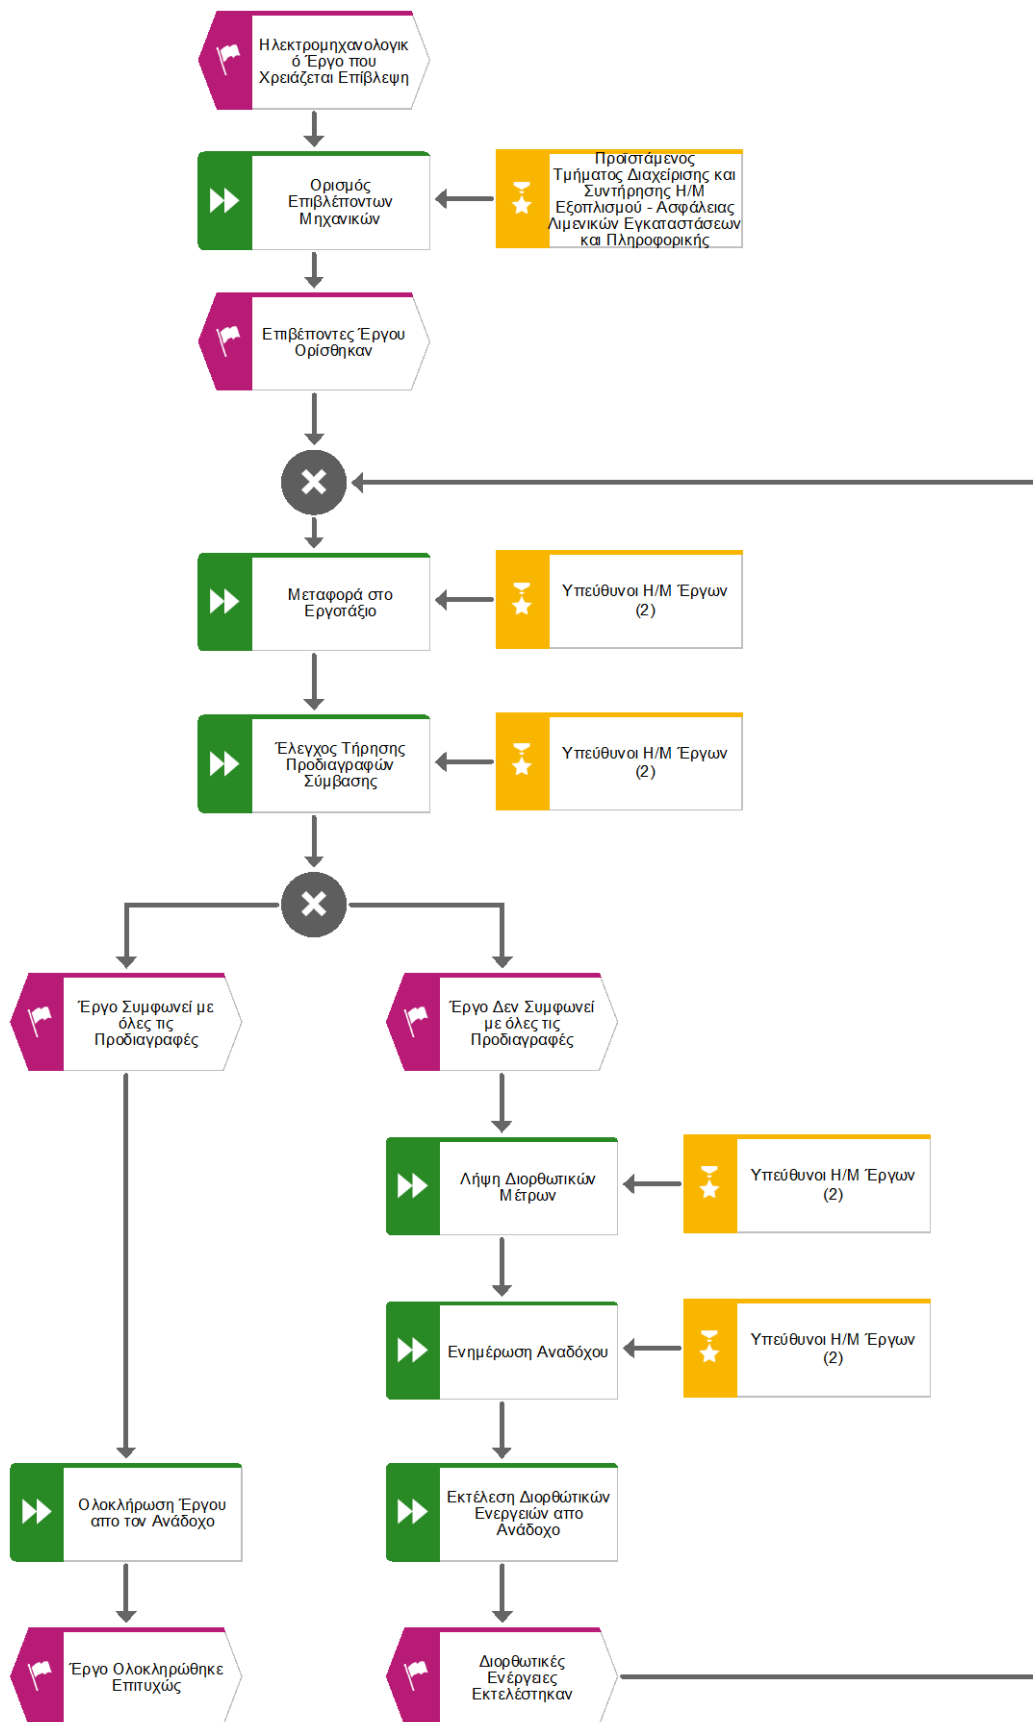 Ηλεκτρομηχανολογικ
ό Έργο που
Χρειάζεται Επίβλεψη
Ορισμός
Επιβλέποντων
Μηχανικών
Προϊστάμενος
Τμήματος Διαχείρισης και
Συντήρησης Η/Μ
Εξοπλισμού - Ασφάλειας
Λιμενικών Εγκαταστάσεων
και Πληροφορικής
Επιβέποντες Έργου
Ορίσθηκαν
Μεταφορά στο
Εργοτάξιο
Υπεύθυνοι Η/Μ Έργων
(2)
Έλεγχος Τήρησης
Προδιαγραφών
Σύμβασης
Υπεύθυνοι Η/Μ Έργων
(2)
Έργο Συμφωνεί με
όλες τις
Προδιαγραφές
Έργο Δεν Συμφωνεί
με όλες τις
Προδιαγραφές
Λήψη Διορθωτικών
Μέτρων
Υπεύθυνοι Η/Μ Έργων
(2)
Ενημέρωση Αναδόχου
Υπεύθυνοι Η/Μ Έργων
(2)
Ολοκλήρωση Έργου
απο τον Ανάδοχο
Εκτέλεση Διορθώτικών
Ενεργειών απο
Ανάδοχο
Έργο Ολοκληρώθηκε
Επιτυχώς
Διορθωτικές
Ενέργειες
Εκτελέστηκαν